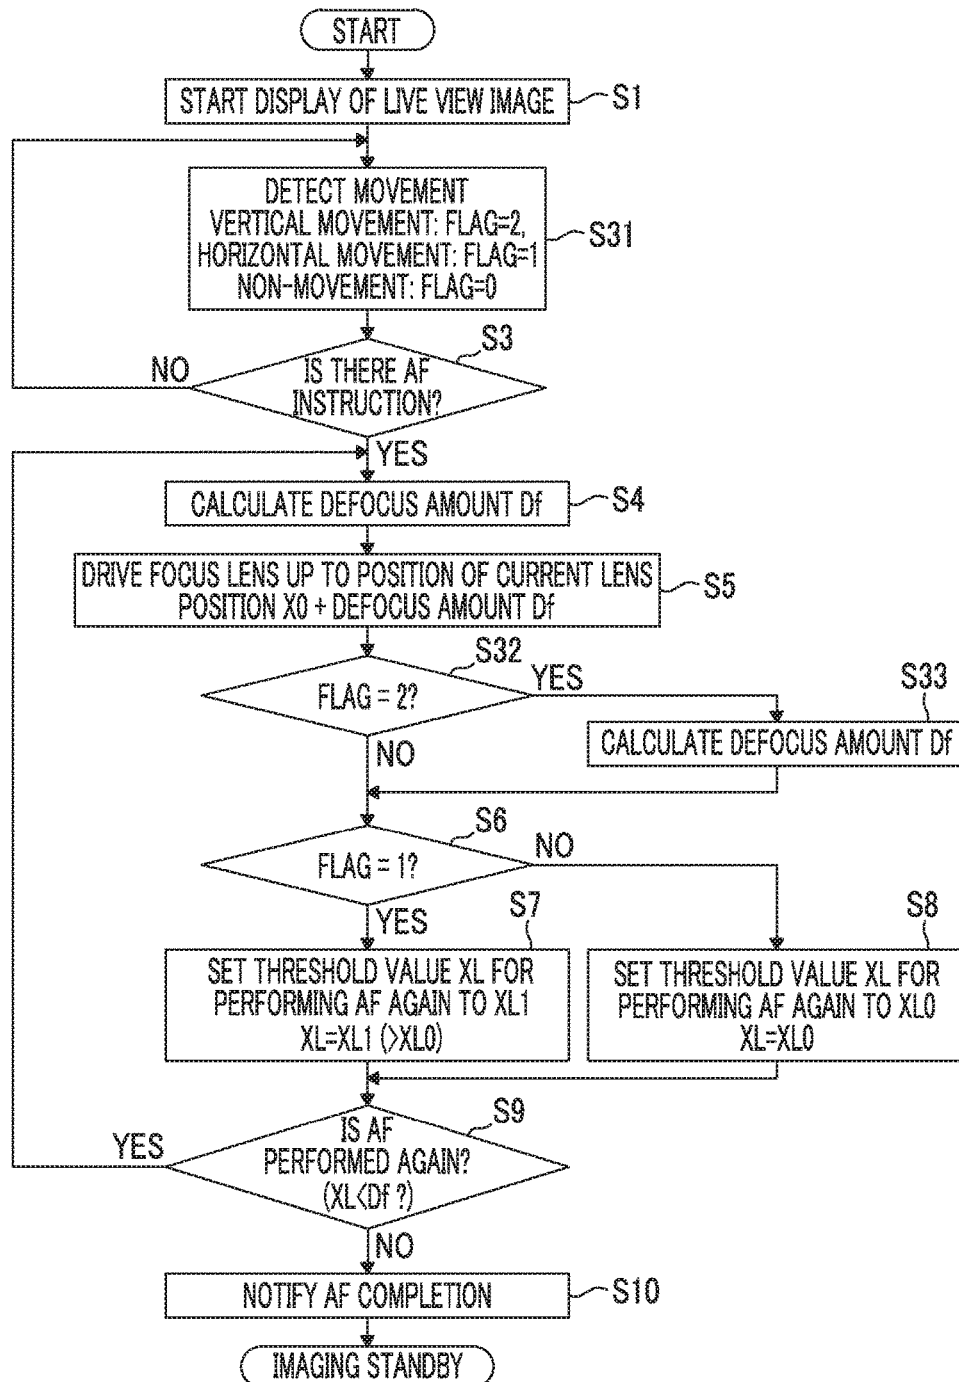 START
START DISPLAY OF LIVE VIEW IMAGE
S1
DETECT MOVEMENT
VERTICAL MOVEMENT: FLAG=2,
HORIZONTAL MOVEMENT: FLAG=1
NON-MOVEMENT: FLAG=0
S31
S3
NO
IS THERE AF
INSTRUCTION?
YES
CALCULATE DEFOCUS AMOUNT Df
S4
DRIVE FOCUS LENS UP TO POSITION OF CURRENT LENS
POSITION X0 + DEFOCUS AMOUNT Df
S5
S32
FLAG = 2?
YES
S33
CALCULATE DEFOCUS AMOUNT Df
NO
S6
FLAG = 1?
NO
YES
S7
SET THRESHOLD VALUE XL FOR
PERFORMING AF AGAIN TO XL1
XL=XL1 (>XL0)
S8
SET THRESHOLD VALUE XL FOR
PERFORMING AF AGAIN TO XL0
XL=XL0
S9
YES
IS AF
PERFORMED AGAIN?
(XL<Df ?)
NO
NOTIFY AF COMPLETION
S10
IMAGING STANDBY